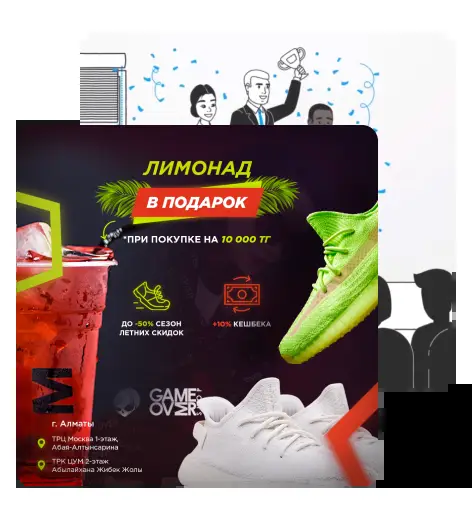 ЛИМОНАД
В ПОДАРОК
*ПРИ ПОКУПКЕ НА 10 000 ТГ
ДО -50% СЕЗОН
ЛЕТНИХ СКИДОК
+10% КЕШБЕКА
M
GAME
OVER
г. Алматы
ТРЦ Москва 1-этаж,
Абая-Алтынсарина
ТРК ЦУМ 2-этаж
Абылайхана Жибек Жолы